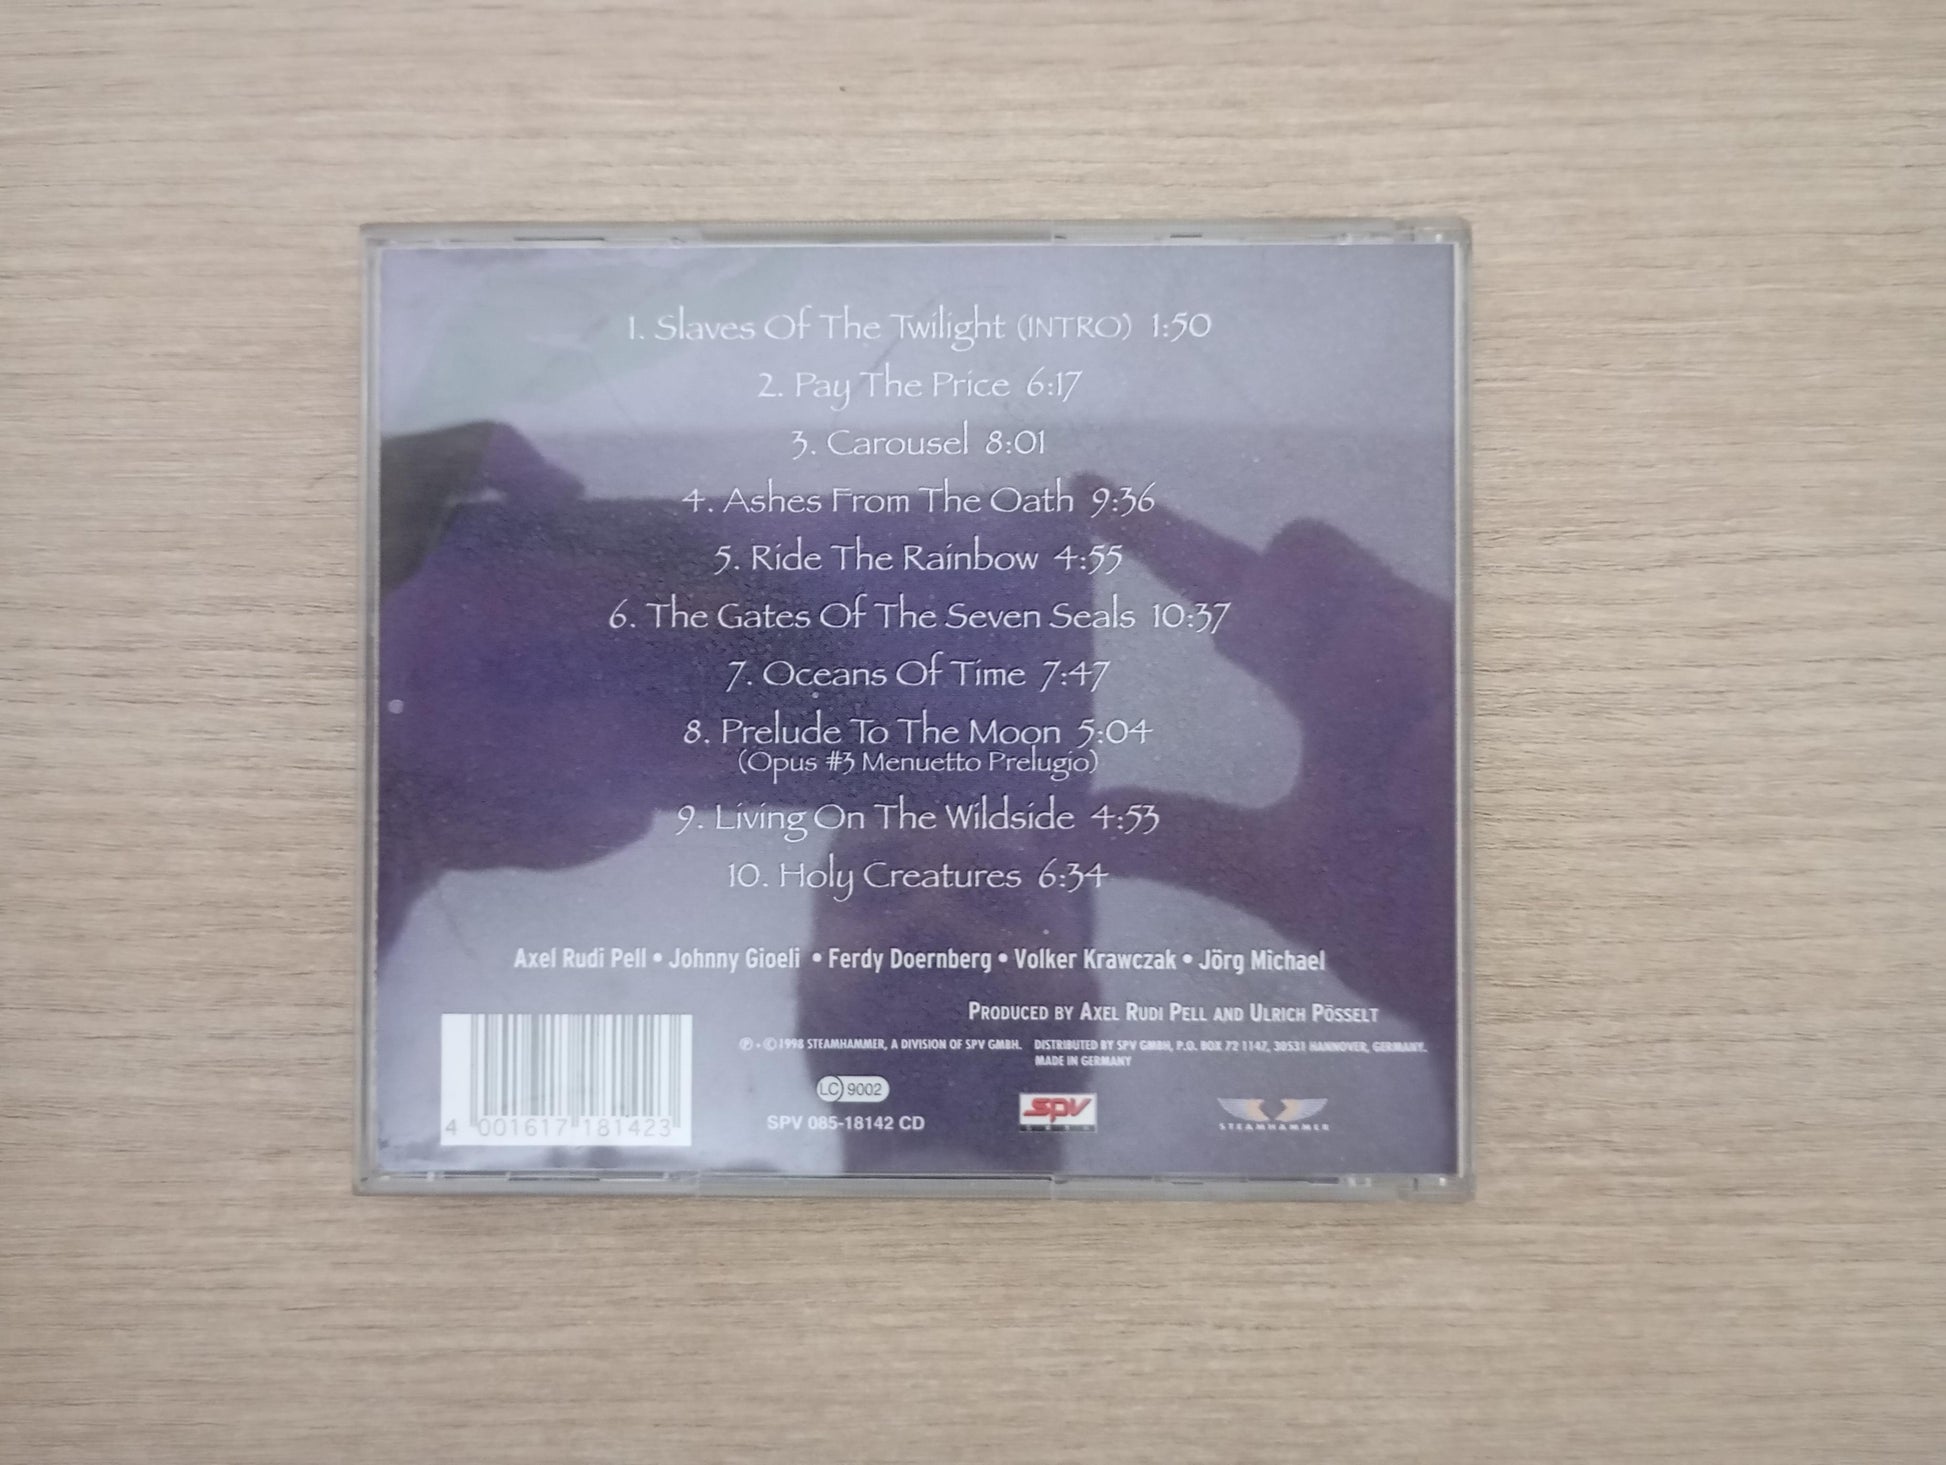 1. Slaves Of The Twilight (INTRO) 1:50
2. Pay The Price 6:17
3. Carousel 8:01
4. Ashes From The Oath 9:36
5. Ride The Rainbow 4:55
6. The Gates Of The Seven Seals 10:37
7. Oceans Of Time 7:47
8. Prelude To The Moon 5:04
(Opus #3 Menuetto Prelugio)
9. Living On The Wildside 4:53
10. Holy Creatures 6:34
Axel Rudi Pell • Johnny Gioeli • Ferdy Doernberg • Volker Krawczak • Jörg Michael
PRODUCED BY AXEL RUDI PELL AND ULRICH PÖSSELT
℗ + © 1998 STEAMHAMMER, A DIVISION OF SPV GMBH. DISTRIBUTED BY SPV GMBH, P.O. BOX 72 1147, 30531 HANNOVER, GERMANY.
MADE IN GERMANY
LC 9002
SPV 085-18142 CD
4 001617 181423
SPV
STEAMHAMMER